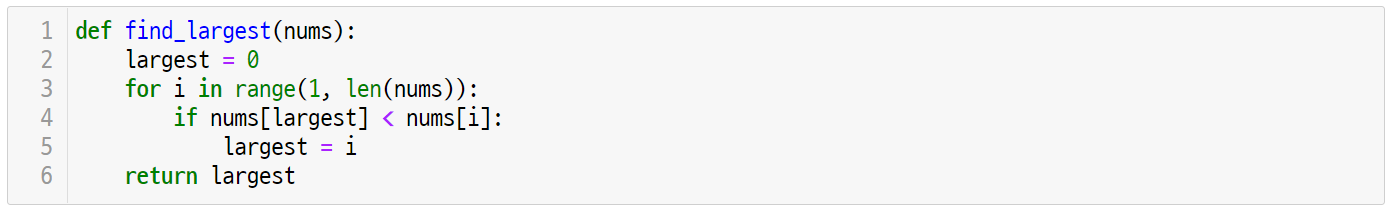 1 def find_largest(nums):
2     largest = 0
3     for i in range(1, len(nums)):
4         if nums[largest] < nums[i]:
5             largest = i
6     return largest